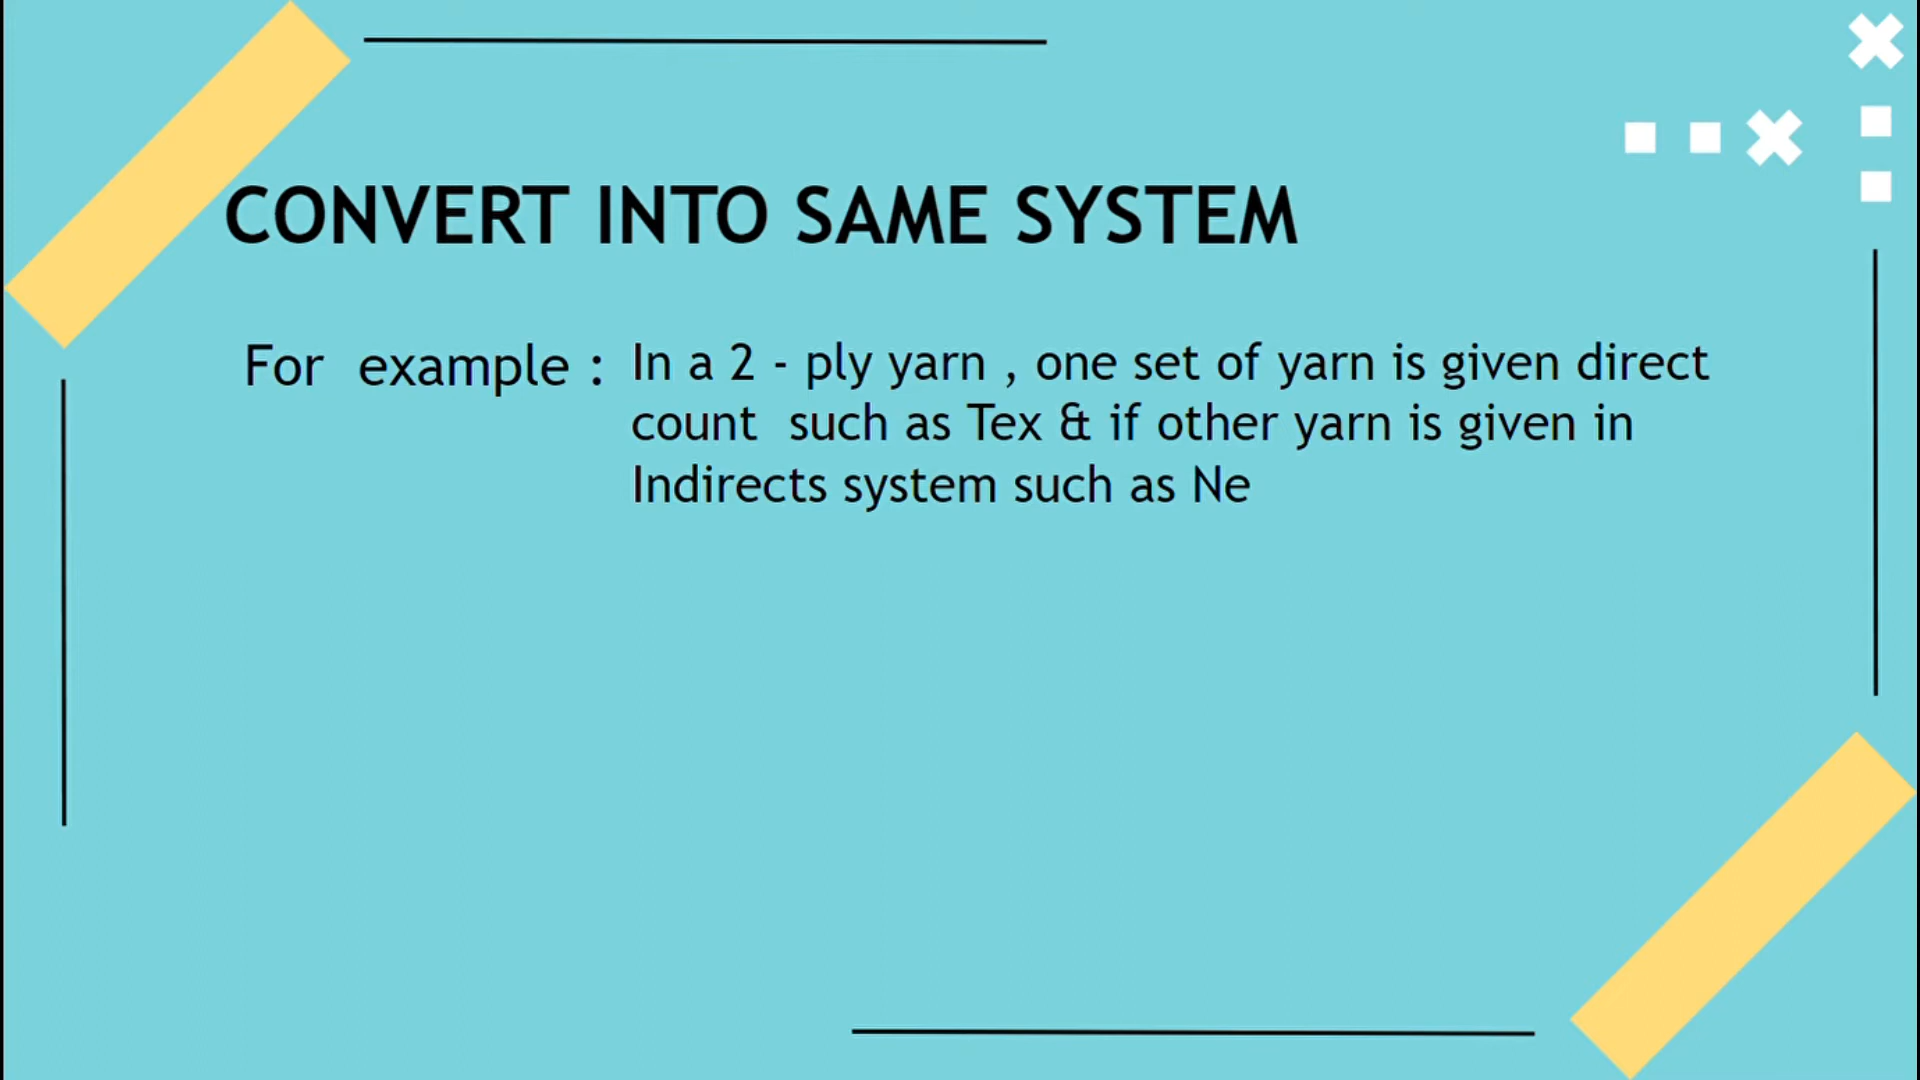 CONVERT INTO SAME SYSTEM
For example : In a 2 - ply yarn , one set of yarn is given direct
count such as Tex & if other yarn is given in
Indirects system such as Ne